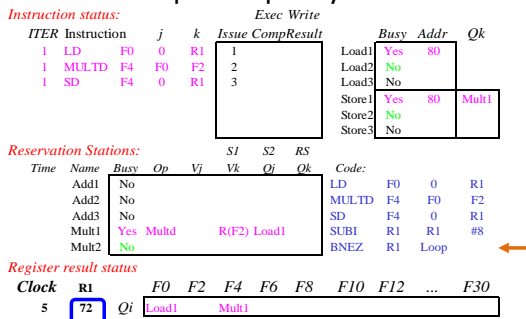 Instruction status: Exec Write
ITER Instruction j k Issue Comp Result Busy Addr Qk
1 LD F0 0 R1 1 Load1 Yes 80
1 MULTD F4 F0 F2 2 Load2 No
1 SD F4 0 R1 3 Load3 No
Store1 Yes 80 Mult1
Store2 No
Store3 No
Reservation Stations: S1 S2 RS
Time Name Busy Op Vj Vk Qj Qk Code:
Add1 No LD F0 0 R1
Add2 No MULTD F4 F0 F2
Add3 No SD F4 0 R1
Mult1 Yes Multd R(F2) Load1 SUBI R1 R1 #8
Mult2 No BNEZ R1 Loop
Register result status
Clock R1 F0 F2 F4 F6 F8 F10 F12 ... F30
5 72 Qi Load1 Mult1